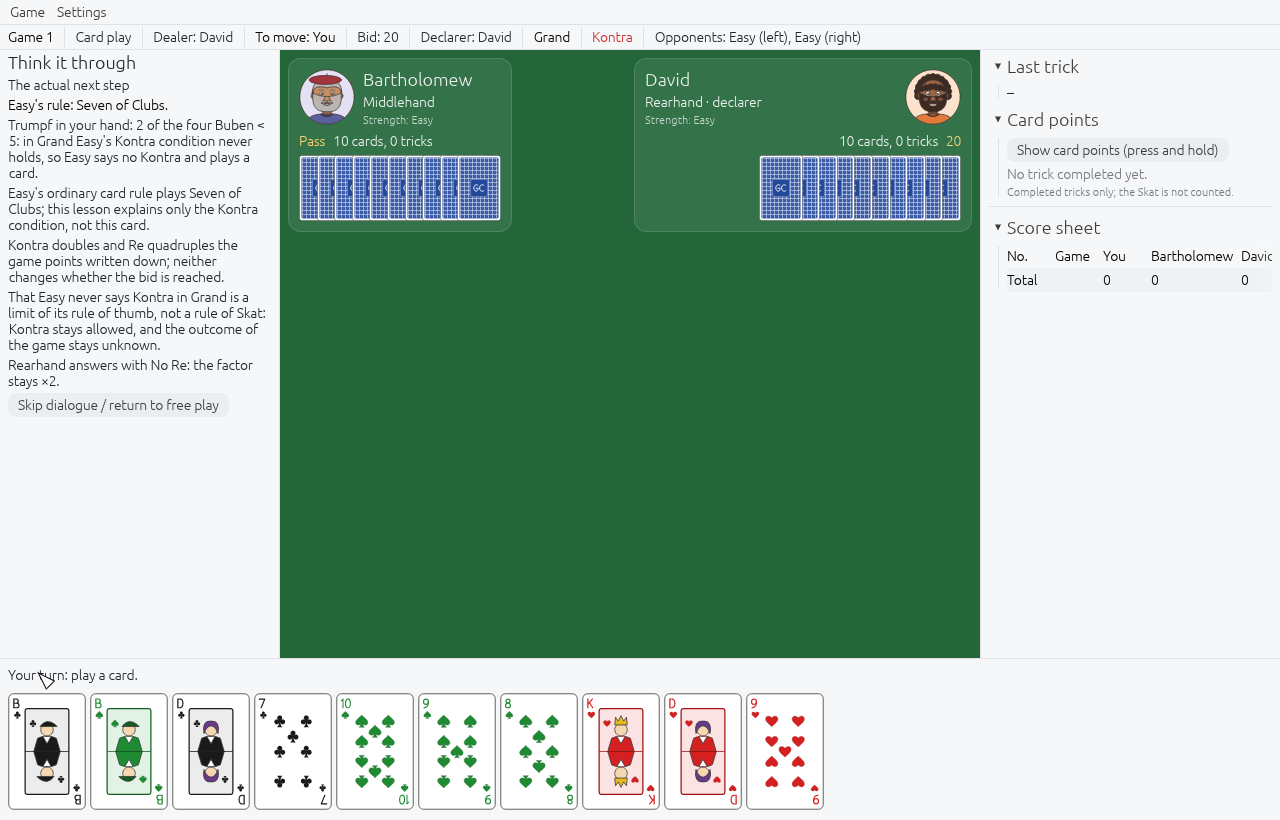 Game Settings
Game 1 Card play Dealer: David To move: You Bid: 20 Declarer: David Grand Kontra Opponents: Easy (left), Easy (right)
Think it through
The actual next step
Easy's rule: Seven of Clubs.
Trumpf in your hand: 2 of the four Buben <
5: in Grand Easy's Kontra condition never
holds, so Easy says no Kontra and plays a
card.
Easy's ordinary card rule plays Seven of
Clubs; this lesson explains only the Kontra
condition, not this card.
Kontra doubles and Re quadruples the
game points written down; neither
changes whether the bid is reached.
That Easy never says Kontra in Grand is a
limit of its rule of thumb, not a rule of Skat:
Kontra stays allowed, and the outcome of
the game stays unknown.
Rearhand answers with No Re: the factor
stays ×2.
Skip dialogue / return to free play
Bartholomew
Middlehand
Strength: Easy
Pass 10 cards, 0 tricks
GC
David
Rearhand · declarer
Strength: Easy
10 cards, 0 tricks 20
GC
Last trick
–
Card points
Show card points (press and hold)
No trick completed yet.
Completed tricks only; the Skat is not counted.
Score sheet
No. Game You Bartholomew David
Total 0 0 0
Your turn: play a card.
B B D 7 10 9 8 K D 9
B B D 7 10 9 8 K D 9